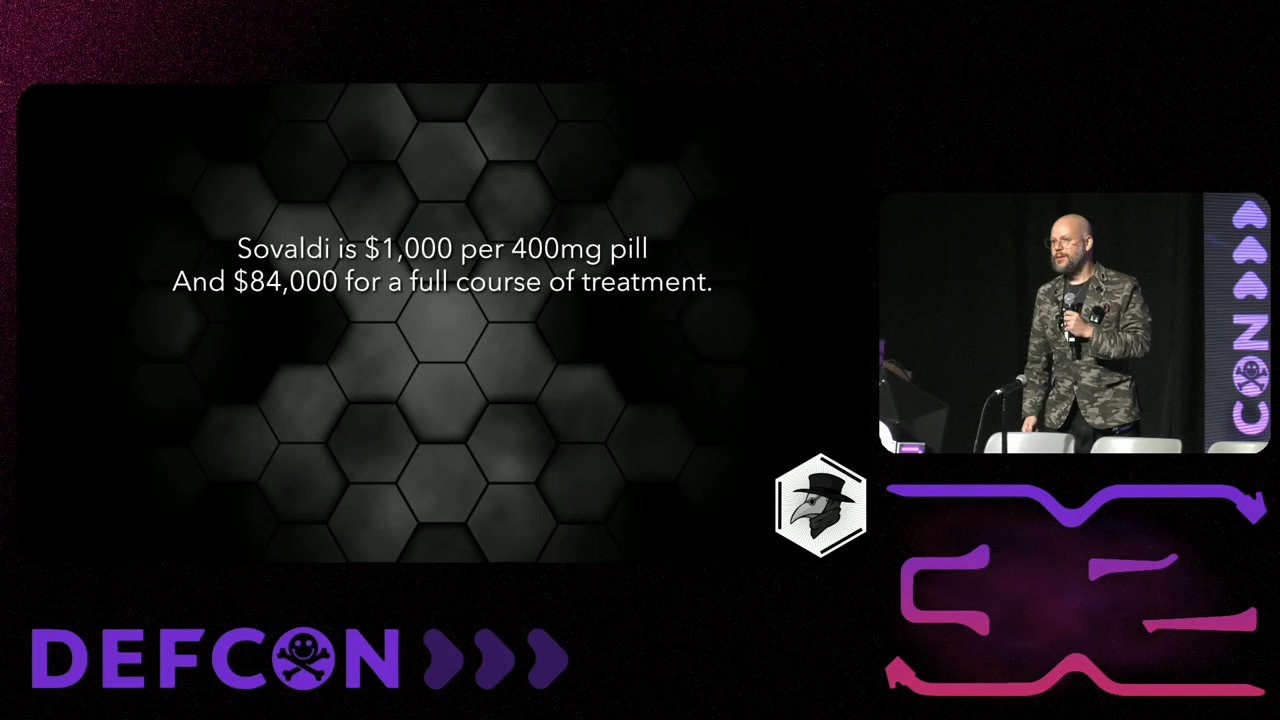 Sovaldi is $1,000 per 400mg pill
And $84,000 for a full course of treatment.
CON
DEFCON